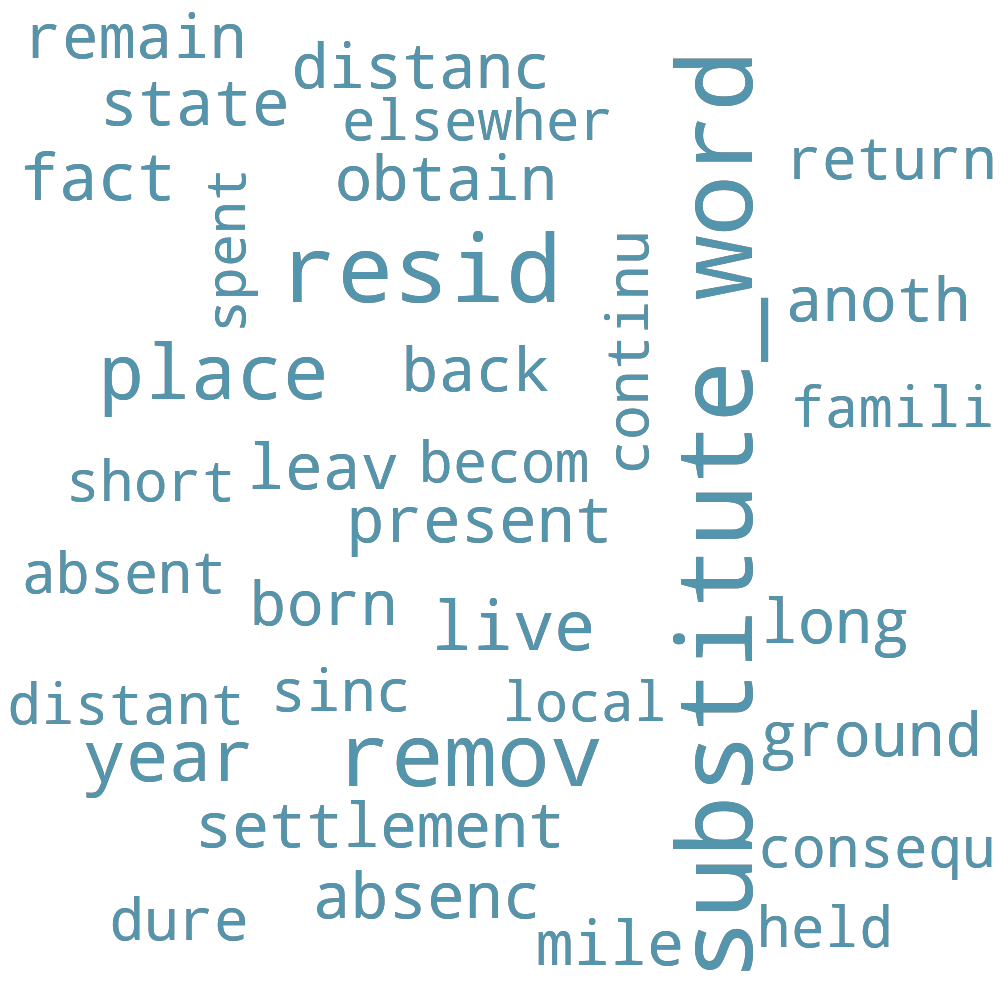 remain
distanc
state
elsewher
return
fact
obtain
spent
resid
continu
substitute_word
anoth
place
back
famili
short
leav
becom
present
absent
born
live
long
distant
sinc
local
year
remov
ground
settlement
consequ
absenc
dure
mile
held